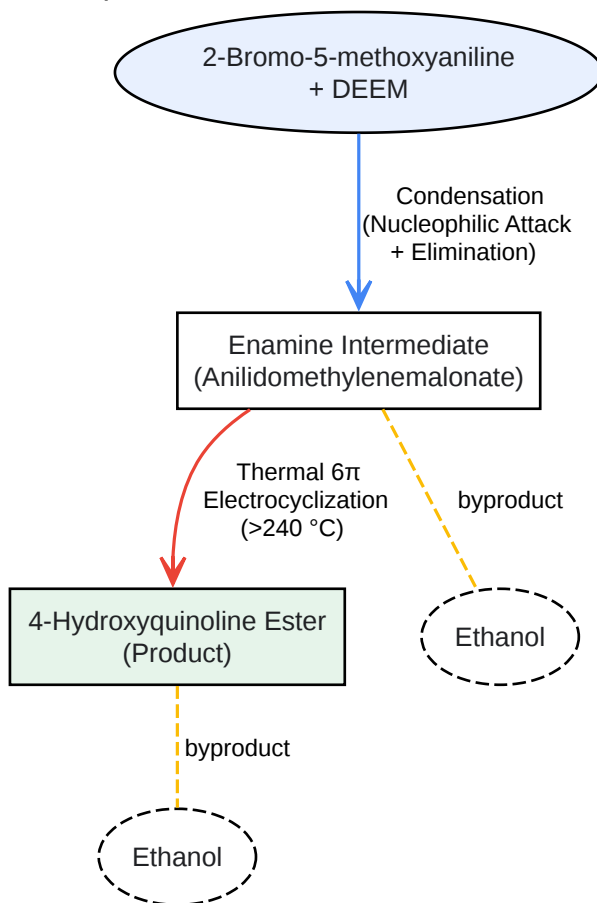 2-Bromo-5-methoxyaniline
+ DEEM
Condensation
(Nucleophilic Attack
+ Elimination)
Enamine Intermediate
(Anilidomethylenemalonate)
Thermal 6π
Electrocyclization
(>240 °C)
byproduct
4-Hydroxyquinoline Ester
(Product)
Ethanol
byproduct
Ethanol